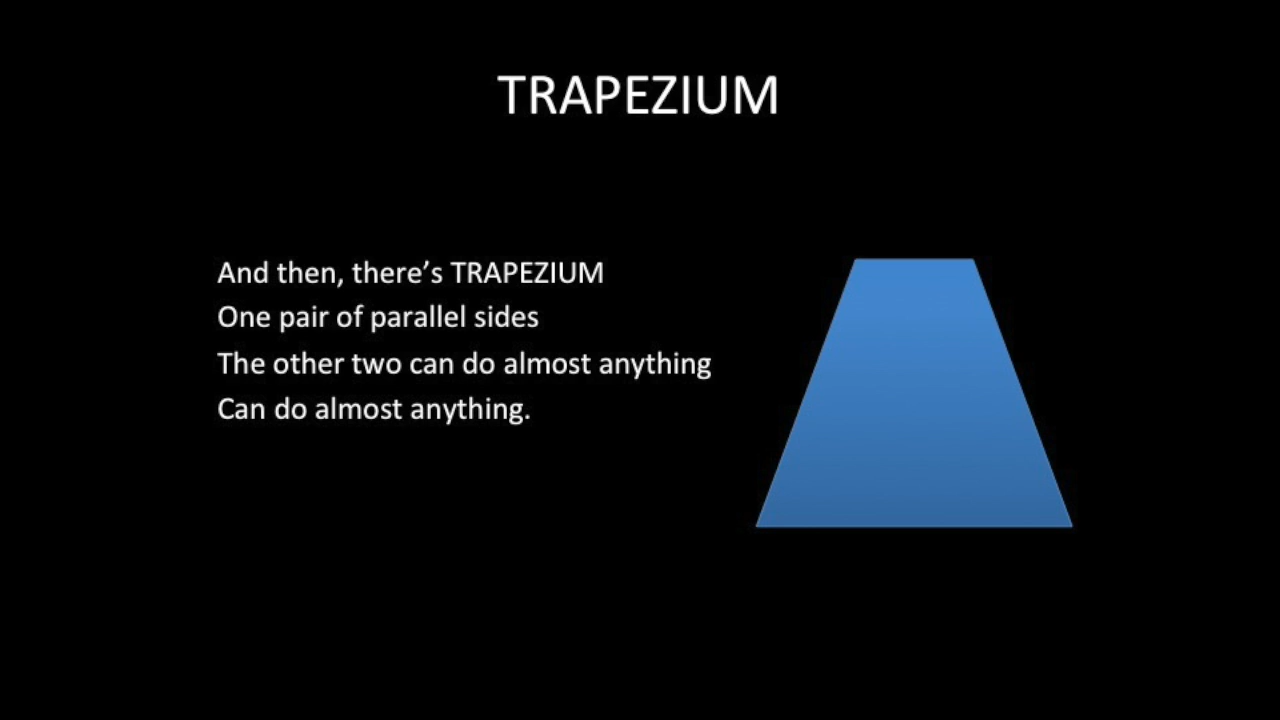 TRAPEZIUM
And then, there’s TRAPEZIUM
One pair of parallel sides
The other two can do almost anything
Can do almost anything.